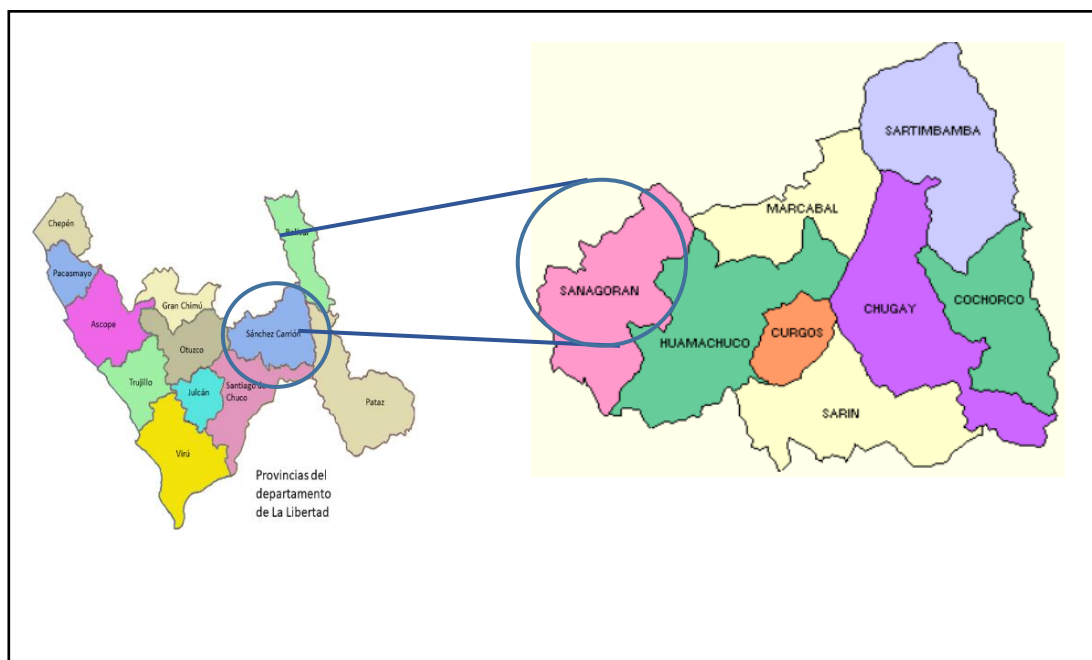 Chepén
Pacasmayo
Ascope
Gran Chimú
Otuzco
Trujillo
Julcán
Virú
Bolívar
Sánchez Carrión
Santiago de
Chuco
Pataz
Provincias del
departamento
de La Libertad
SARTIMBAMBA
MARCABAL
SANAGORAN
HUAMACHUCO
CURGOS
CHUGAY
COCHORCO
SARIN